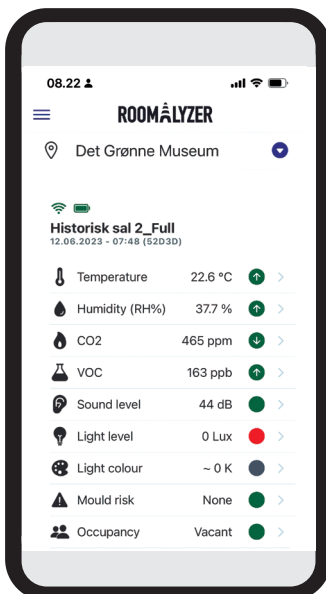 08.22
ROOMÂLYZER
Det Grønne Museum
Historisk sal 2_Full
12.06.2023 - 07:48 (52D3D)
Temperature 22.6 °C
Humidity (RH%) 37.7 %
CO2 465 ppm
VOC 163 ppb
Sound level 44 dB
Light level 0 Lux
Light colour ~ 0 K
Mould risk None
Occupancy Vacant